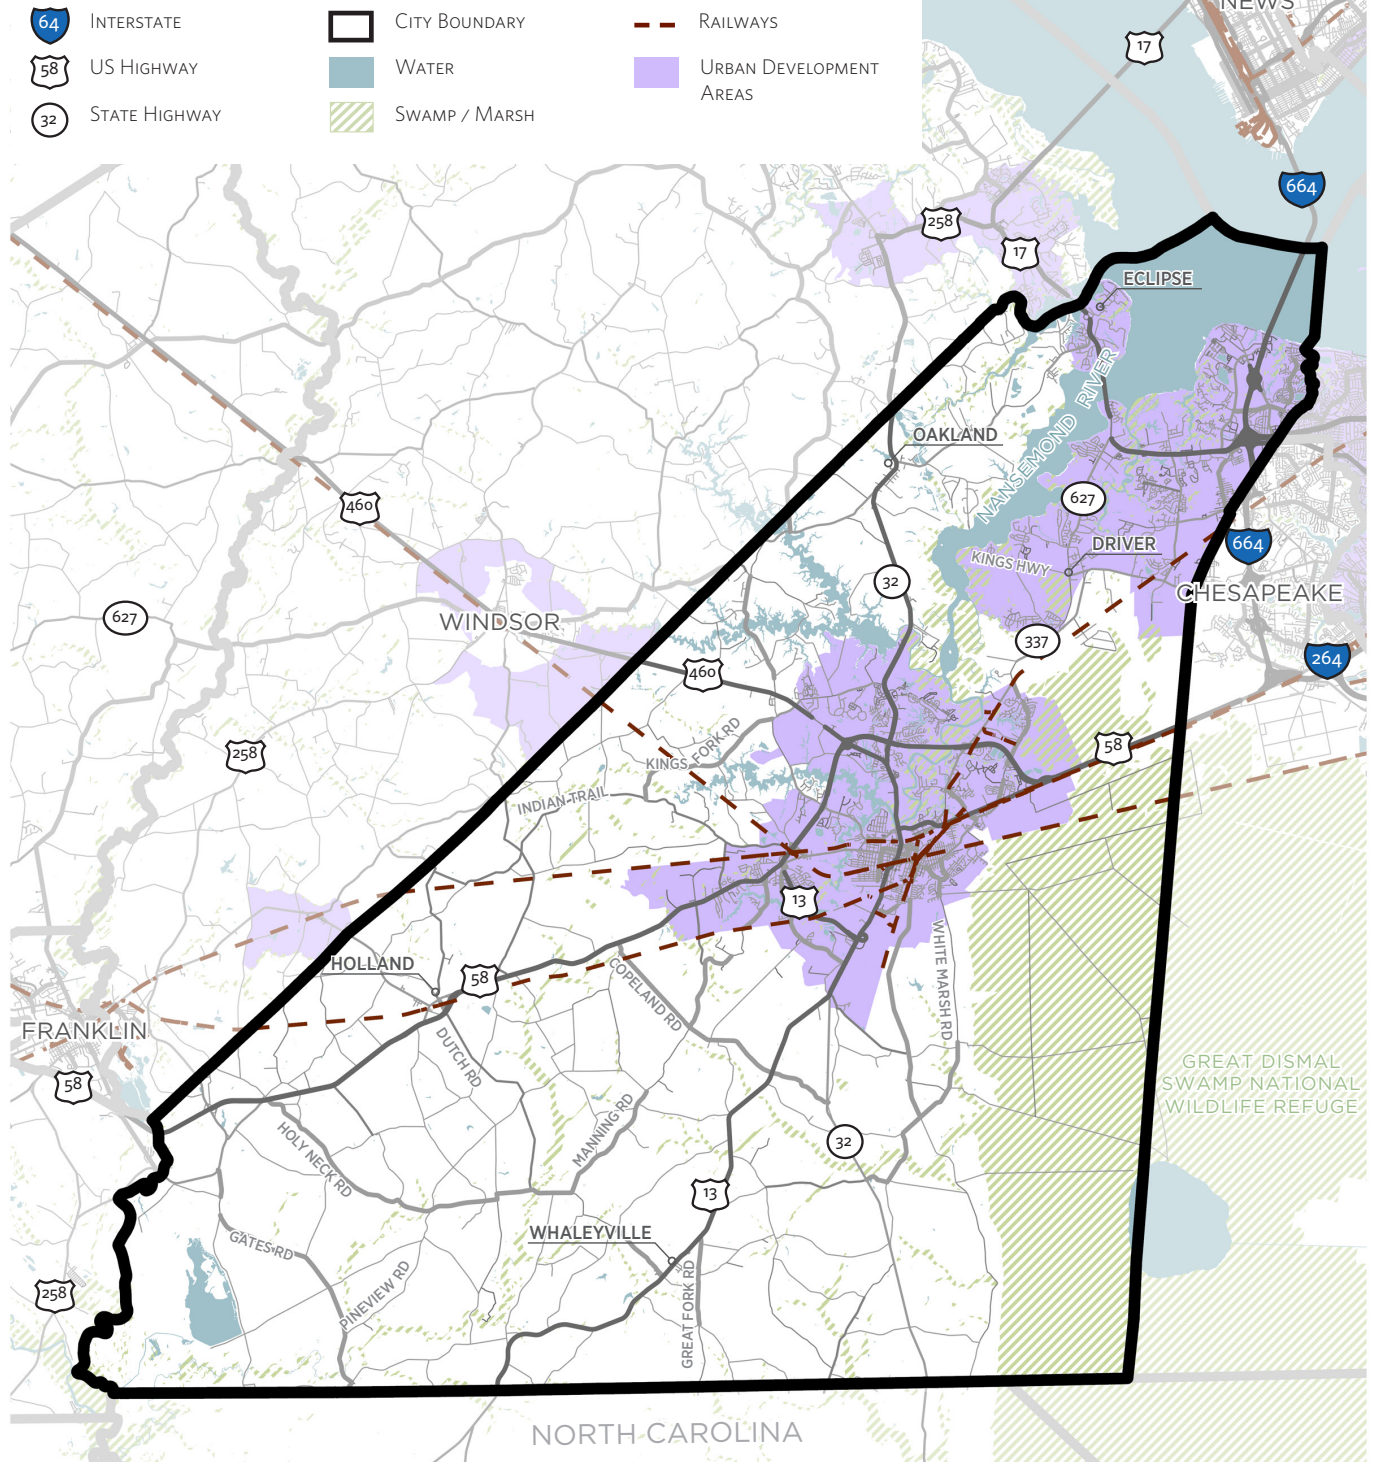 64 INTERSTATE
CITY BOUNDARY
RAILWAYS
58 US HIGHWAY
WATER
URBAN DEVELOPMENT
AREAS
32 STATE HIGHWAY
SWAMP / MARSH
NEWS
17
664
258
17
ECLIPSE
NANSEMOND RIVER
OAKLAND
460
627
664
DRIVER
KINGS HWY
32
CHESAPEAKE
627
WINDSOR
337
264
460
258
KINGS FORK RD
58
INDIAN TRAIL
13
WHITE MARSH RD
HOLLAND
58
COPELAND RD
FRANKLIN
DUTCH RD
58
GREAT DISMAL
SWAMP NATIONAL
WILDLIFE REFUGE
MANNING RD
HOLY NECK RD
32
13
WHALEYVILLE
GATES RD
PINEVIEW RD
258
GREAT FORK RD
NORTH CAROLINA